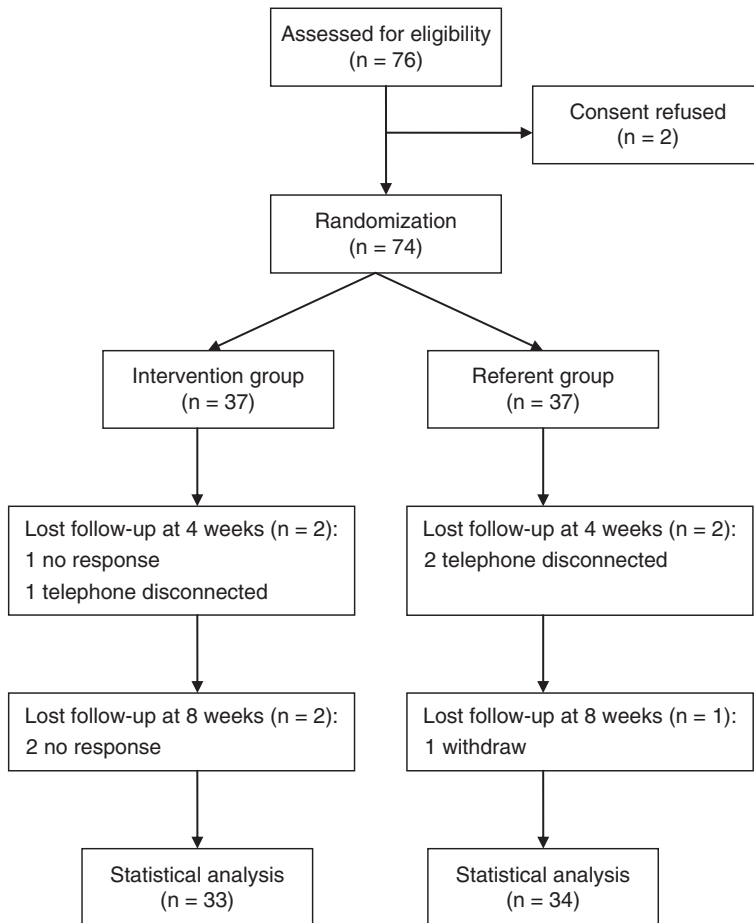 Assessed for eligibility
(n = 76)
Consent refused
(n = 2)
Randomization
(n = 74)
Intervention group
(n = 37)
Referent group
(n = 37)
Lost follow-up at 4 weeks (n = 2):
1 no response
1 telephone disconnected
Lost follow-up at 4 weeks (n = 2):
2 telephone disconnected
Lost follow-up at 8 weeks (n = 2):
2 no response
Lost follow-up at 8 weeks (n = 1):
1 withdraw
Statistical analysis
(n = 33)
Statistical analysis
(n = 34)